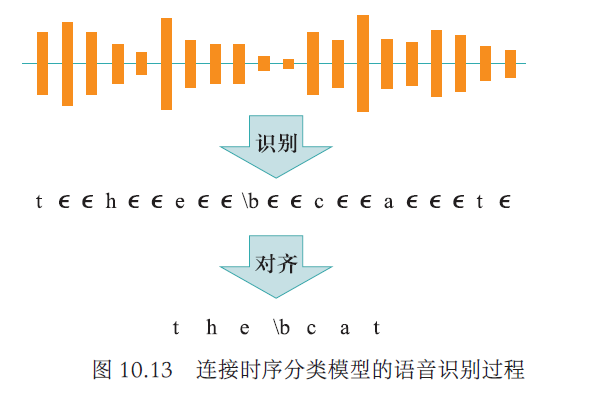 识别
t ϵ ϵ h ϵ ϵ e ϵ ϵ \b ϵ ϵ c ϵ ϵ a ϵ ϵ ϵ t ϵ
对齐
t h e \b c a t
图 10.13 连接时序分类模型的语音识别过程